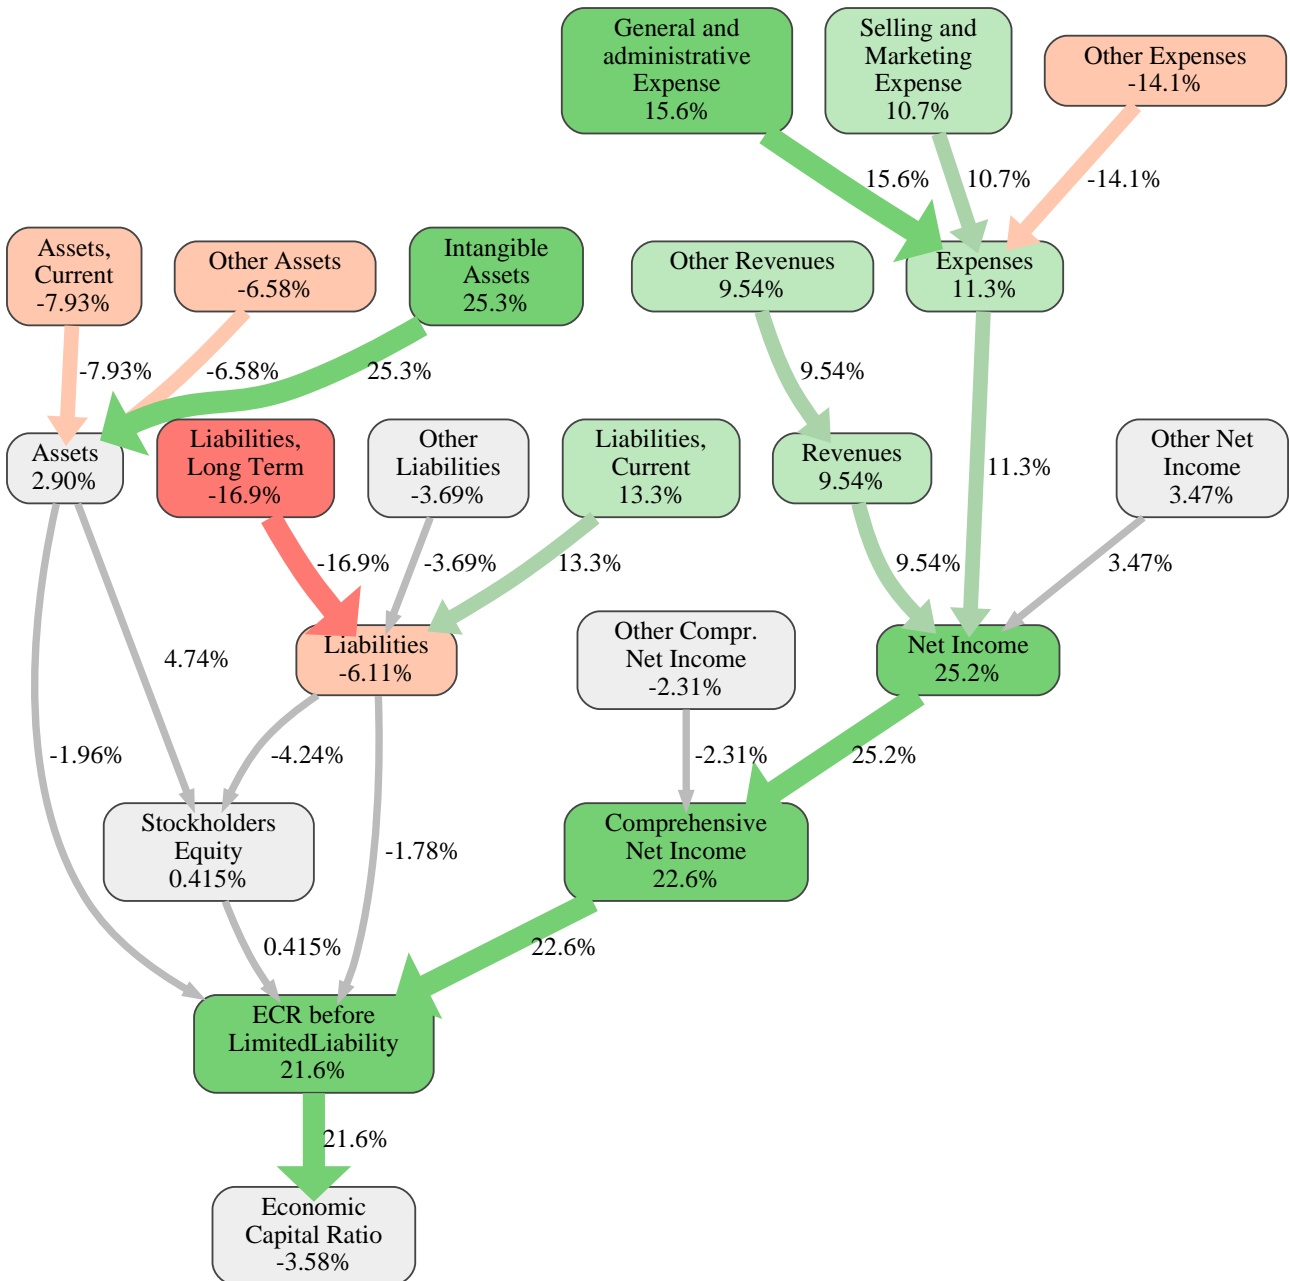 General and
administrative
Expense
15.6%
Selling and
Marketing
Expense
10.7%
Other Expenses
-14.1%
15.6%
10.7%
-14.1%
Assets,
Current
-7.93%
Other Assets
-6.58%
Intangible
Assets
25.3%
Other Revenues
9.54%
Expenses
11.3%
-7.93%
-6.58%
25.3%
9.54%
Assets
2.90%
Liabilities,
Long Term
-16.9%
Other
Liabilities
-3.69%
Liabilities,
Current
13.3%
Revenues
9.54%
11.3%
Other Net
Income
3.47%
-16.9%
-3.69%
13.3%
9.54%
3.47%
4.74%
Liabilities
-6.11%
Other Compr.
Net Income
-2.31%
Net Income
25.2%
-1.96%
-4.24%
-2.31%
25.2%
Stockholders
Equity
0.415%
-1.78%
Comprehensive
Net Income
22.6%
0.415%
22.6%
ECR before
LimitedLiability
21.6%
21.6%
Economic
Capital Ratio
-3.58%